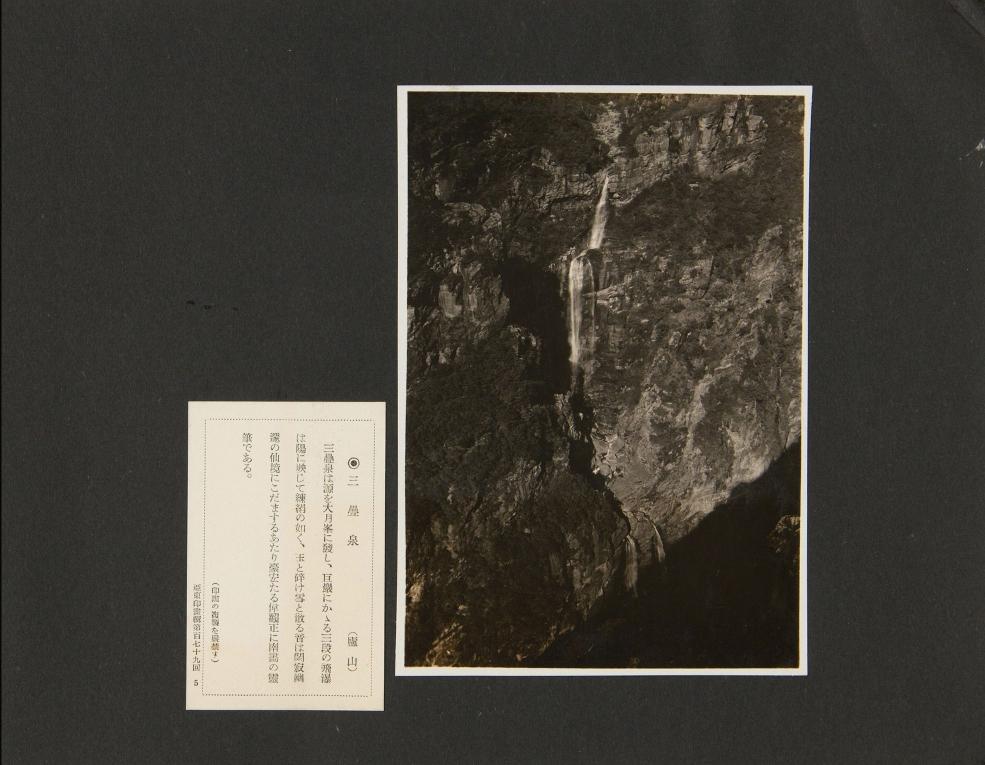 ◉三疊泉 （廬山）
三疊泉は源を大月峯に發し、巨巖にかゝる三段の飛瀑
は陽に映じて練絹の如く、玉と碎け雪と散る音は閑寂幽
邃の仙境にこだまするあたり豪宏たる偉觀正に南畵の靈
筆である。
（印畵の複製を嚴禁す）
亞東印畵輯第百七十九回 5